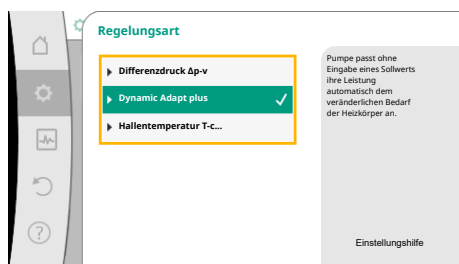 Regelungsart
Differenzdruck Δp-v
Dynamic Adapt plus
Hallentemperatur T-c...
Pumpe passt ohne
Eingabe eines Sollwerts
ihre Leistung
automatisch dem
veränderlichen Bedarf
der Heizkörper an.
Einstellungshilfe